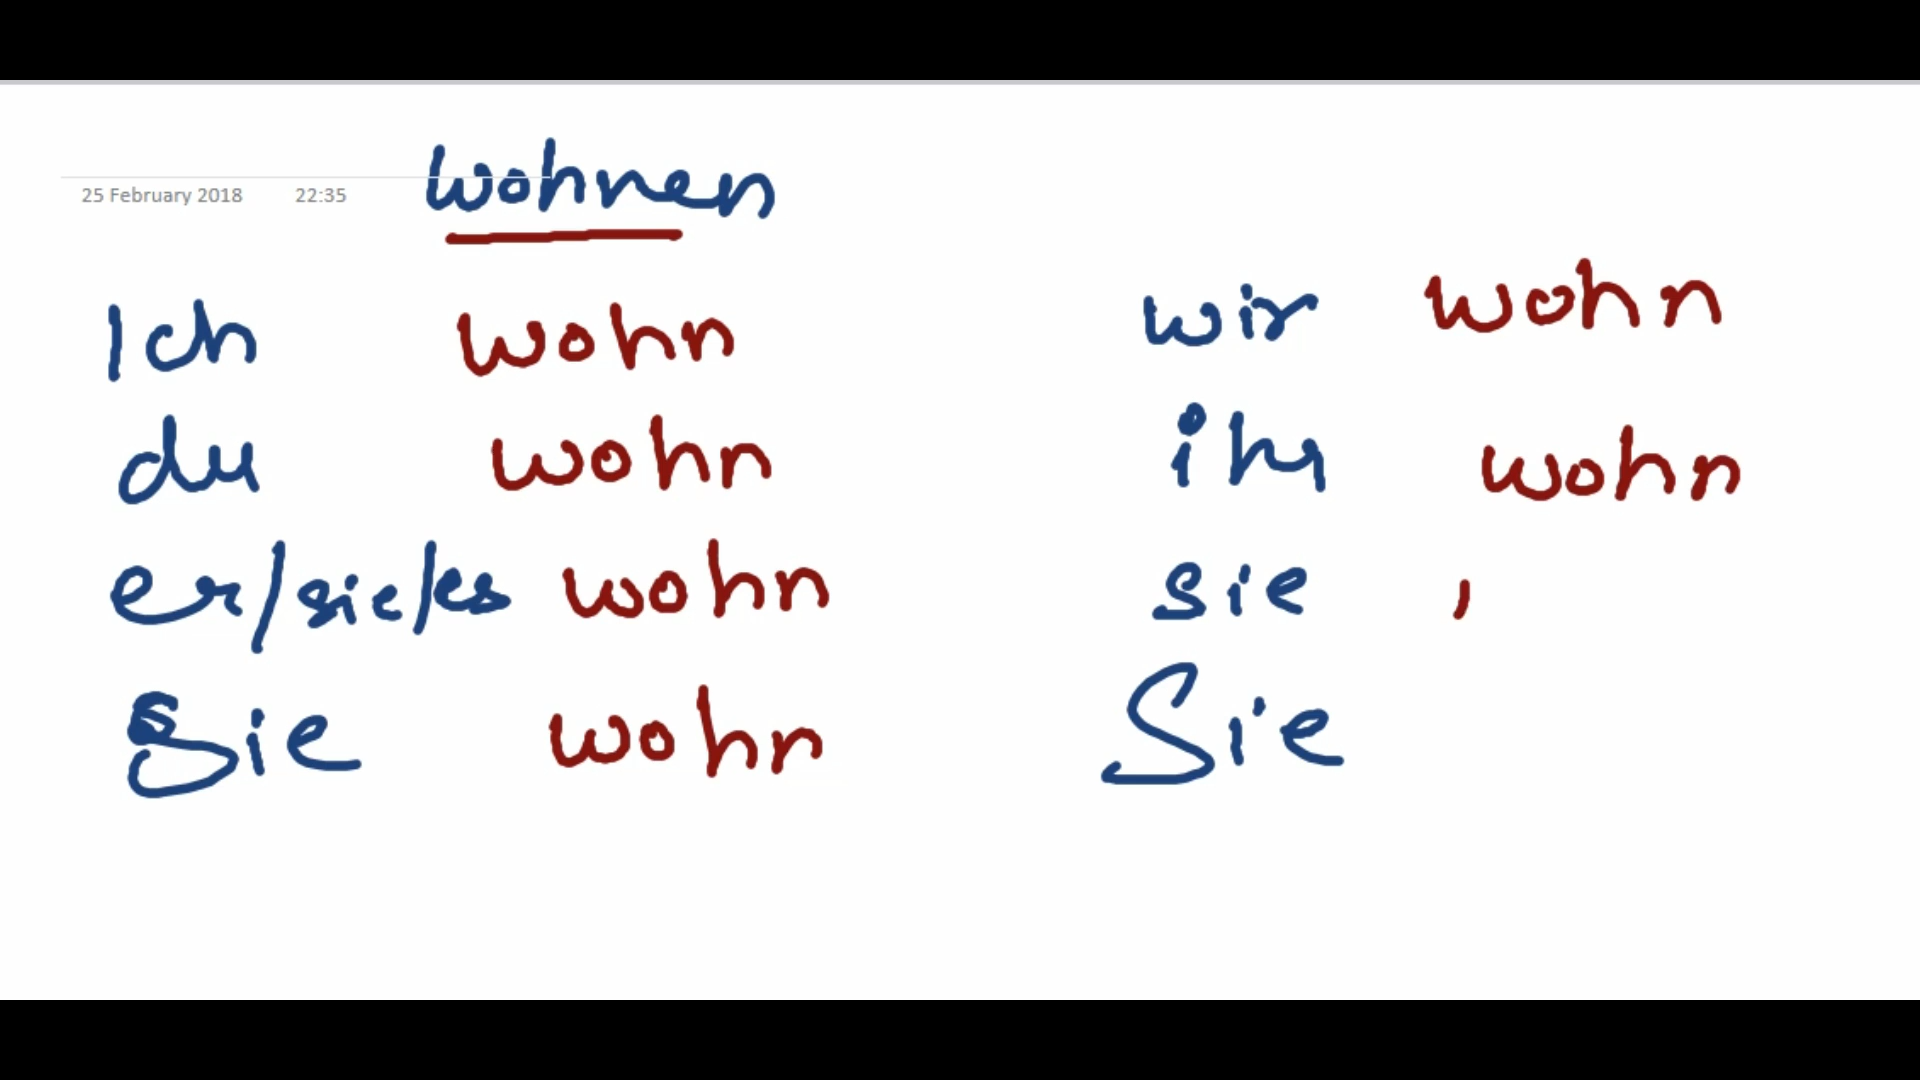 wohnen
25 February 2018 22:35
Ich wohn
du wohn
er/sie/es wohn
Sie wohn
wir wohn
ihr wohn
sie
Sie